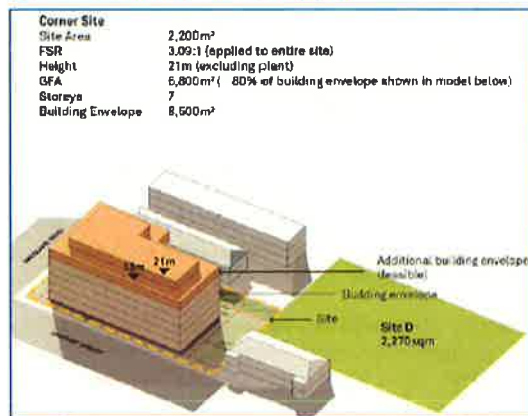 Corner Site
Site Area 2,200m²
FSR 3.09:1 (applied to entire site)
Height 21m (excluding plant)
GFA 6,800m² ( 80% of building envelope shown in model below)
Storeys 7
Building Envelope 8,500m²
21m
Additional building envelope
(feasible)
Building envelope
Site
Site D
2,270sqm